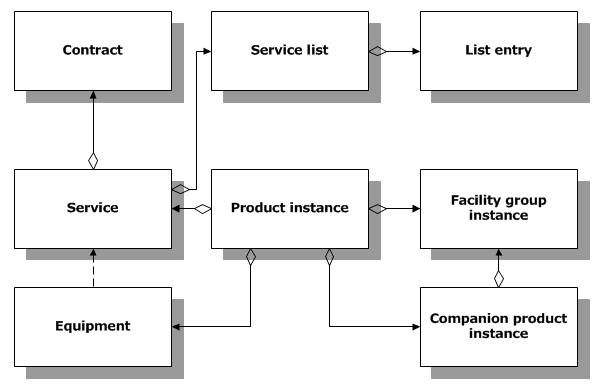 Contract
Service list
List entry
Service
Product instance
Facility group
instance
Equipment
Companion product
instance